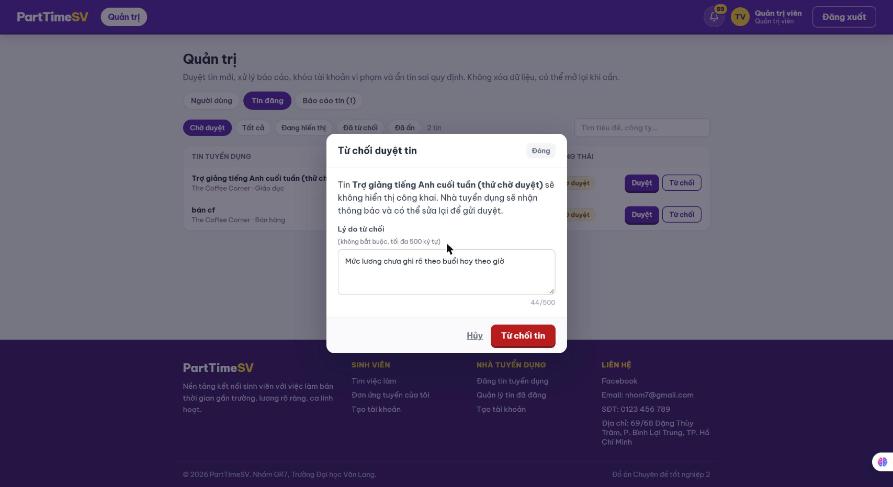 PartTimeSV
Quản trị
59
TV
Quản trị viên
Quản trị viên
Đăng xuất
Quản trị
Duyệt tin mới, xử lý báo cáo, khóa tài khoản vi phạm và ẩn tin sai quy định. Không xóa dữ liệu, có thể mở lại khi cần.
Người dùng
Tin đăng
Báo cáo tin (1)
Chờ duyệt
Tất cả
Đang hiển thị
Đã từ chối
Đã ẩn
2 tin
Tìm tiêu đề, công ty...
TIN TUYỂN DỤNG
NG THÁI
Trợ giảng tiếng Anh cuối tuần (thứ ch
The Coffee Corner · Giáo dục
duyệt
Duyệt
Từ chối
bán cf
The Coffee Corner · Bán hàng
duyệt
Duyệt
Từ chối
Từ chối duyệt tin
Đóng
Tin Trợ giảng tiếng Anh cuối tuần (thứ chờ duyệt) sẽ
không hiển thị công khai. Nhà tuyển dụng sẽ nhận
thông báo và có thể sửa lại để gửi duyệt.
Lý do từ chối
(không bắt buộc, tối đa 500 ký tự)
Mức lương chưa ghi rõ theo buổi hay theo giờ
44/500
Hủy
Từ chối tin
PartTimeSV
Nền tảng kết nối sinh viên với việc làm bán
thời gian gần trường, lương rõ ràng, ca linh
hoạt.
SINH VIÊN
Tìm việc làm
Đơn ứng tuyển của tôi
Tạo tài khoản
NHÀ TUYỂN DỤNG
Đăng tin tuyển dụng
Quản lý tin đã đăng
Tạo tài khoản
LIÊN HỆ
Facebook
Email: nhom7@gmail.com
SĐT: 0123 456 789
Địa chỉ: 69/68 Đặng Thùy
Trâm, P. Bình Lợi Trung, TP. Hồ
Chí Minh
© 2026 PartTimeSV. Nhóm GR7, Trường Đại học Văn Lang.
Đồ án Chuyên đề tốt nghiệp 2